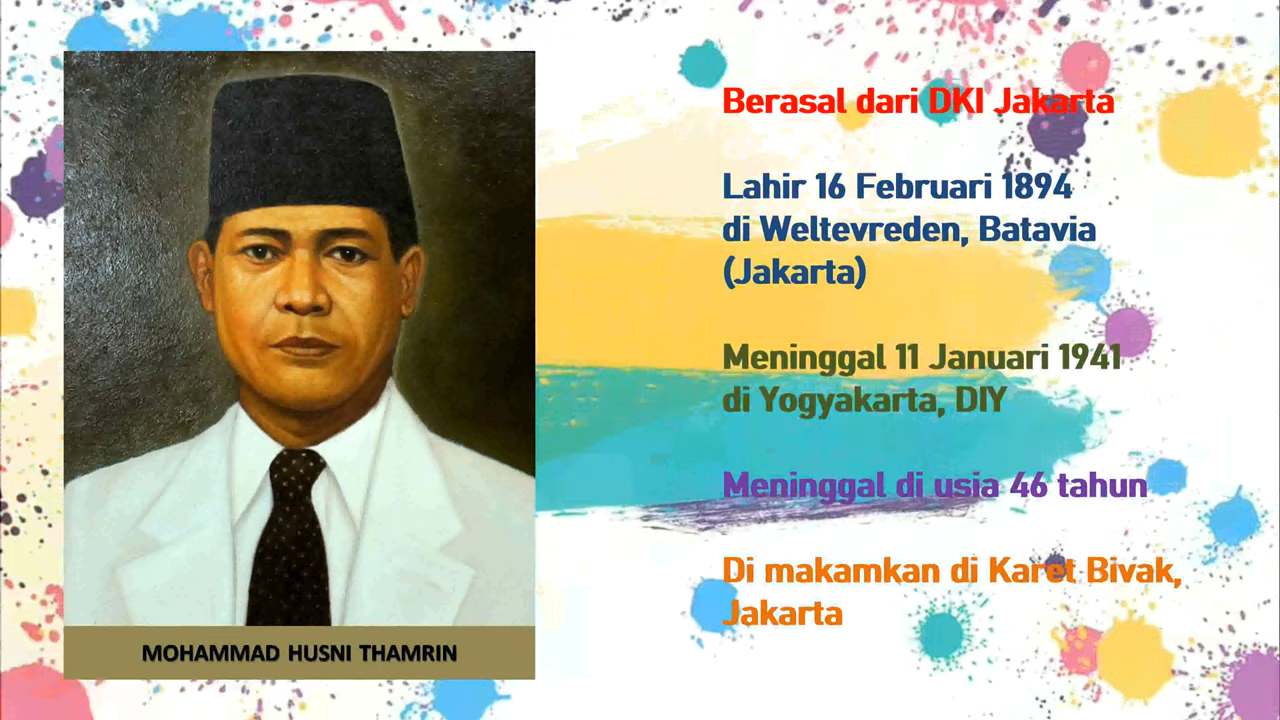 Berasal dari DKI Jakarta
Lahir 16 Februari 1894
di Weltevreden, Batavia
(Jakarta)
Meninggal 11 Januari 1941
di Yogyakarta, DIY
Meninggal di usia 46 tahun
Di makamkan di Karet Bivak,
Jakarta
MOHAMMAD HUSNI THAMRIN